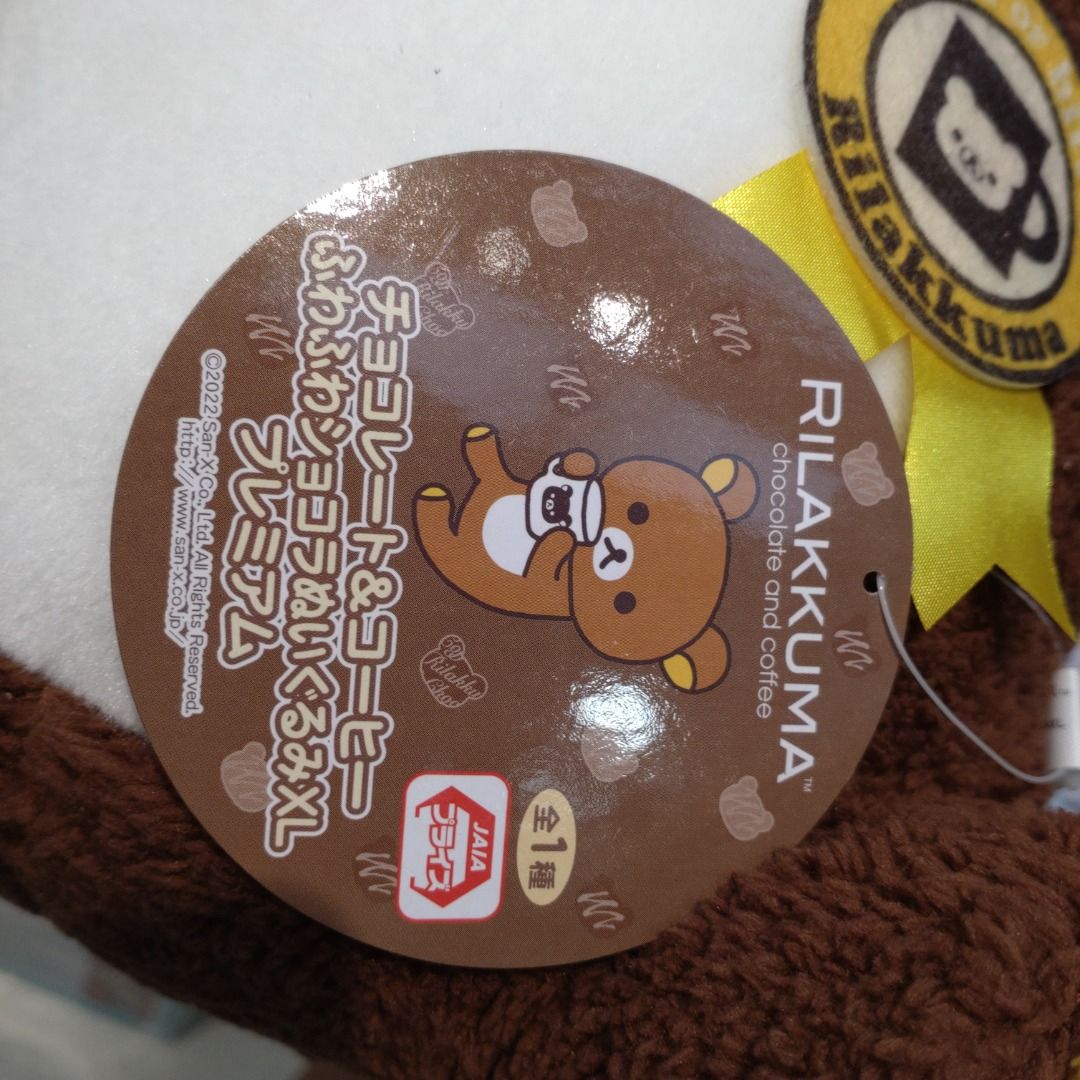 RILAKKUMA™
chocolate and coffee
全1種
JAIA
プライズ
チョコレート&コーヒー
ふわふわショコラぬいぐるみXL
プレミアム
©2022 San-X Co., Ltd. All Rights Reserved.
http://www.san-x.co.jp/
Rilakkuma